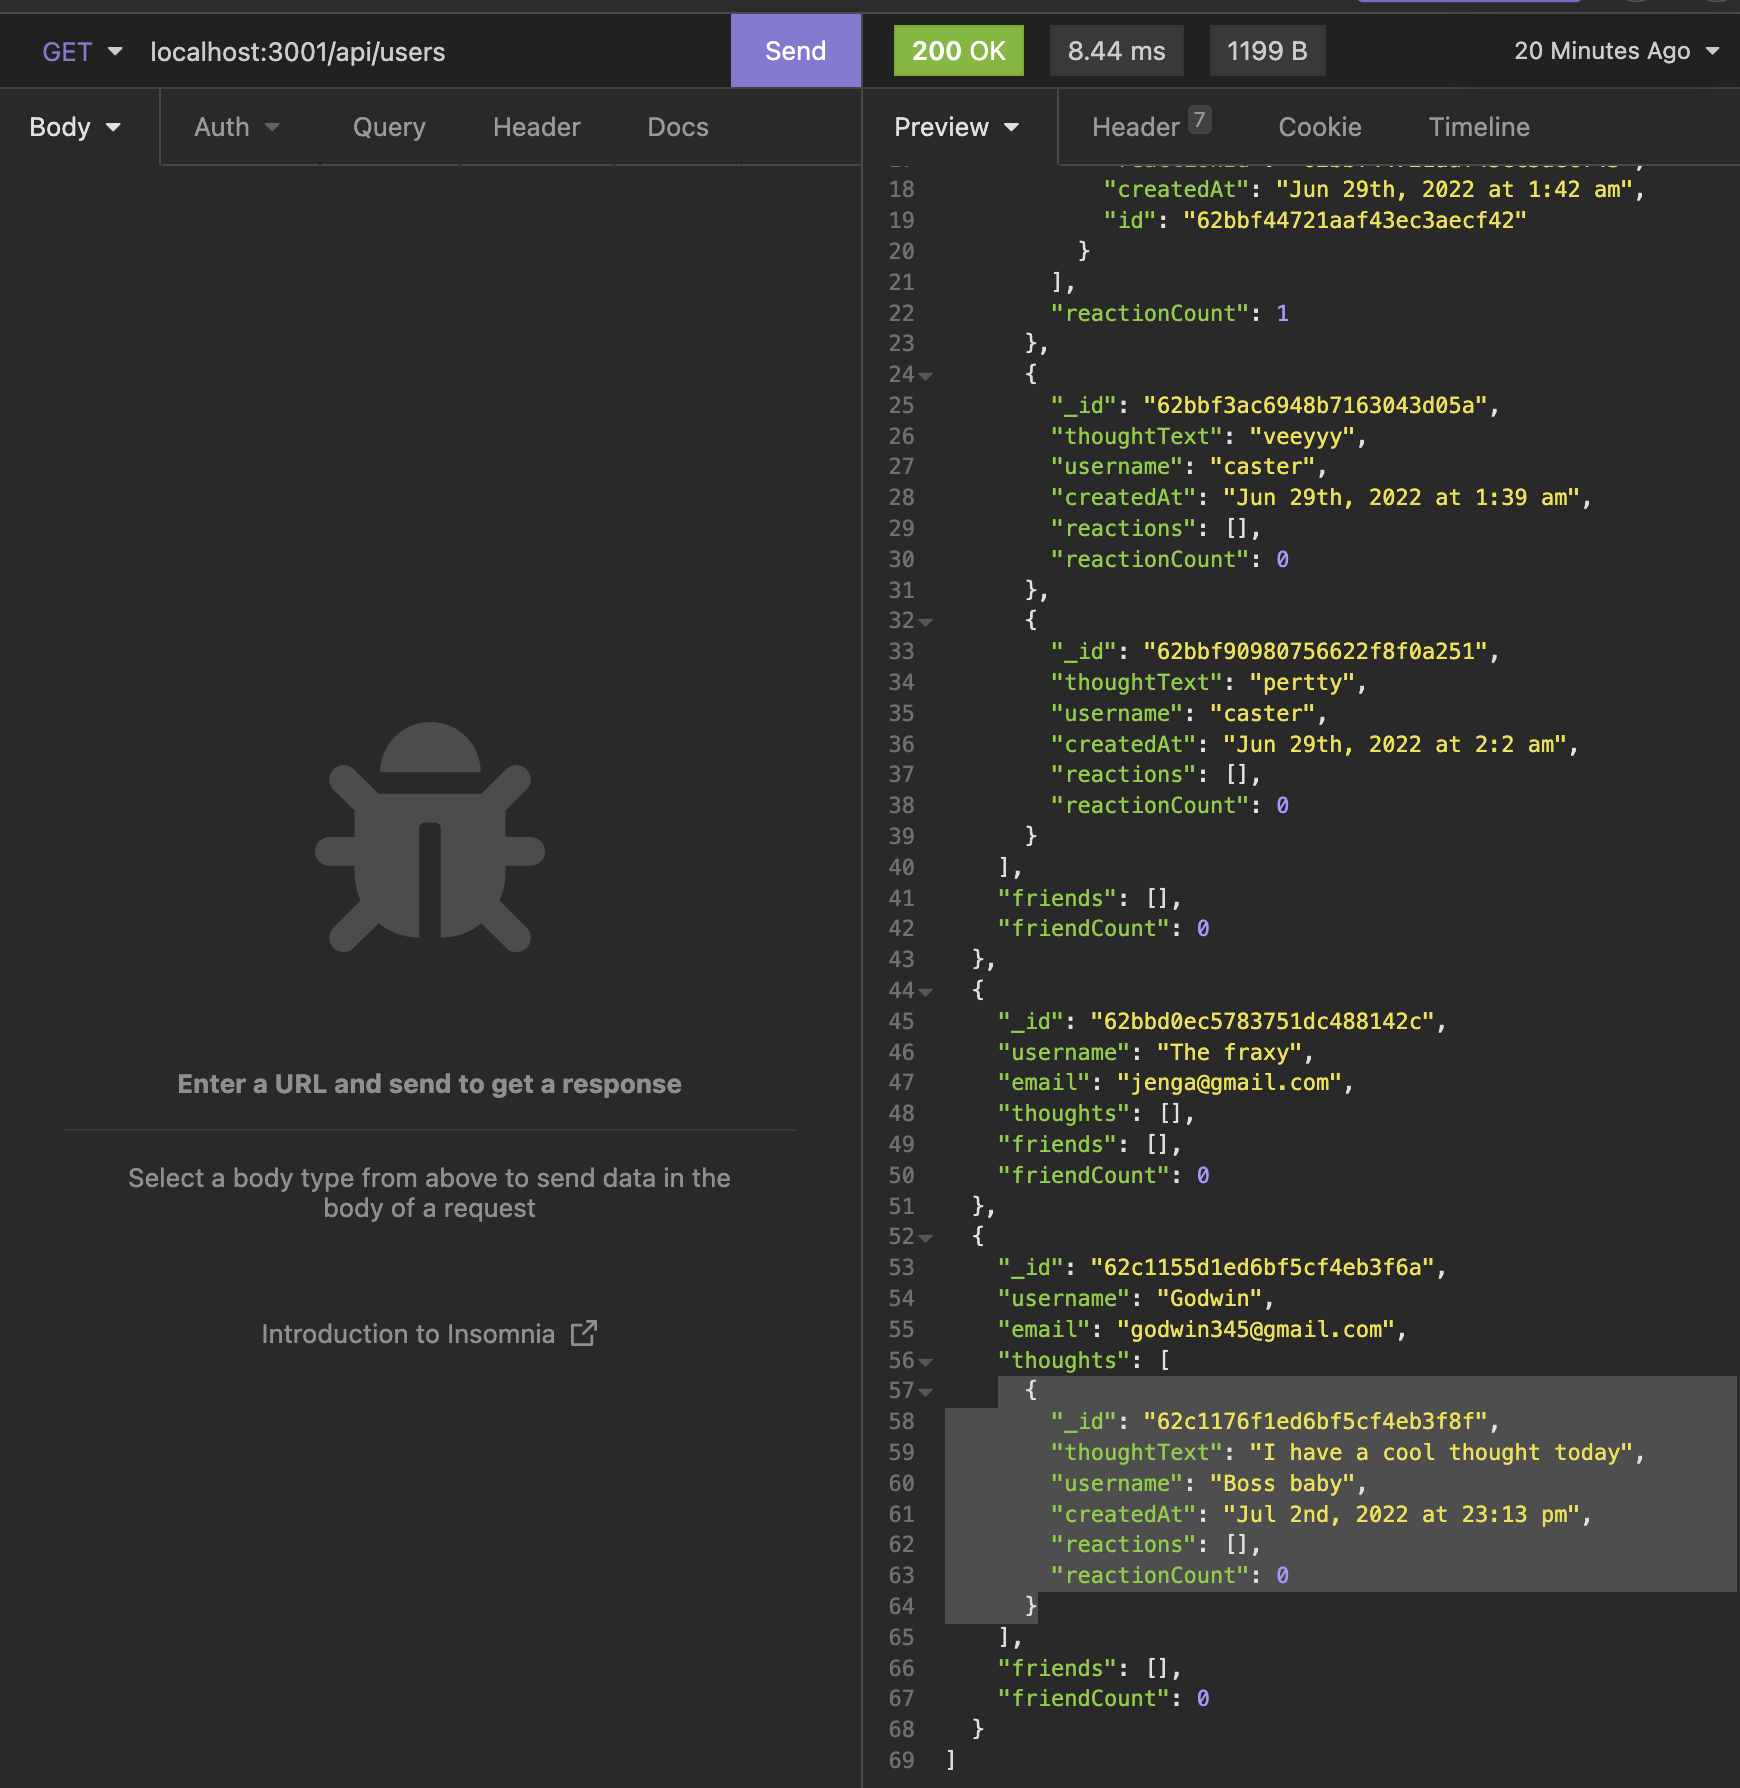 GET localhost:3001/api/users Send 200 OK 8.44 ms 1199 B 20 Minutes Ago
Body Auth Query Header Docs Preview Header 7 Cookie Timeline
18 "createdAt": "Jun 29th, 2022 at 1:42 am",
19 "id": "62bbf44721aaf43ec3aecf42"
20 }
21 ],
22 "reactionCount": 1
23 },
24 {
25 "_id": "62bbf3ac6948b7163043d05a",
26 "thoughtText": "veeyyy",
27 "username": "caster",
28 "createdAt": "Jun 29th, 2022 at 1:39 am",
29 "reactions": [],
30 "reactionCount": 0
31 },
32 {
33 "_id": "62bbf90980756622f8f0a251",
34 "thoughtText": "pertty",
35 "username": "caster",
36 "createdAt": "Jun 29th, 2022 at 2:2 am",
37 "reactions": [],
38 "reactionCount": 0
39 }
40 ],
41 "friends": [],
42 "friendCount": 0
43 },
44 {
45 "_id": "62bbd0ec5783751dc488142c",
46 "username": "The fraxy",
47 "email": "jenga@gmail.com",
48 "thoughts": [],
49 "friends": [],
50 "friendCount": 0
51 },
52 {
53 "_id": "62c1155d1ed6bf5cf4eb3f6a",
54 "username": "Godwin",
55 "email": "godwin345@gmail.com",
56 "thoughts": [
57 {
58 "_id": "62c1176f1ed6bf5cf4eb3f8f",
59 "thoughtText": "I have a cool thought today",
60 "username": "Boss baby",
61 "createdAt": "Jul 2nd, 2022 at 23:13 pm",
62 "reactions": [],
63 "reactionCount": 0
64 }
65 ],
66 "friends": [],
67 "friendCount": 0
68 }
69 ]
Enter a URL and send to get a response
Select a body type from above to send data in the
body of a request
Introduction to Insomnia